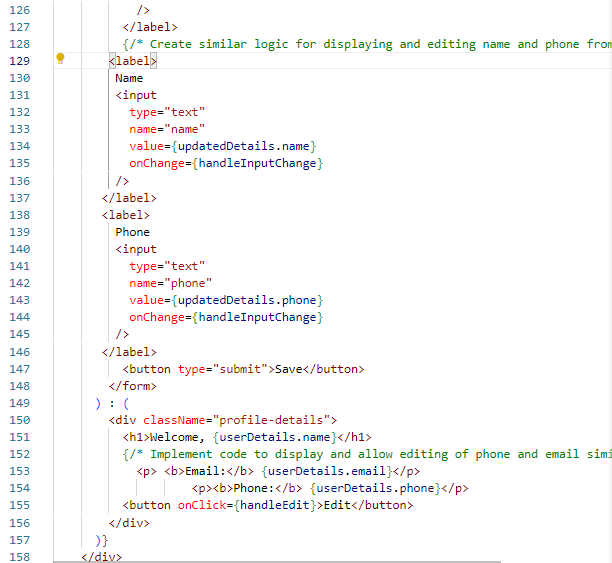 126 />
127 </label>
128 {/* Create similar logic for displaying and editing name and phone from
129 <label>
130 Name
131 <input
132 type="text"
133 name="name"
134 value={updatedDetails.name}
135 onChange={handleInputChange}
136 />
137 </label>
138 <label>
139 Phone
140 <input
141 type="text"
142 name="phone"
143 value={updatedDetails.phone}
144 onChange={handleInputChange}
145 />
146 </label>
147 <button type="submit">Save</button>
148 </form>
149 ) : (
150 <div className="profile-details">
151 <h1>Welcome, {userDetails.name}</h1>
152 {/* Implement code to display and allow editing of phone and email simi
153 <p> <b>Email:</b> {userDetails.email}</p>
154 <p><b>Phone:</b> {userDetails.phone}</p>
155 <button onClick={handleEdit}>Edit</button>
156 </div>
157 )}
158 </div>